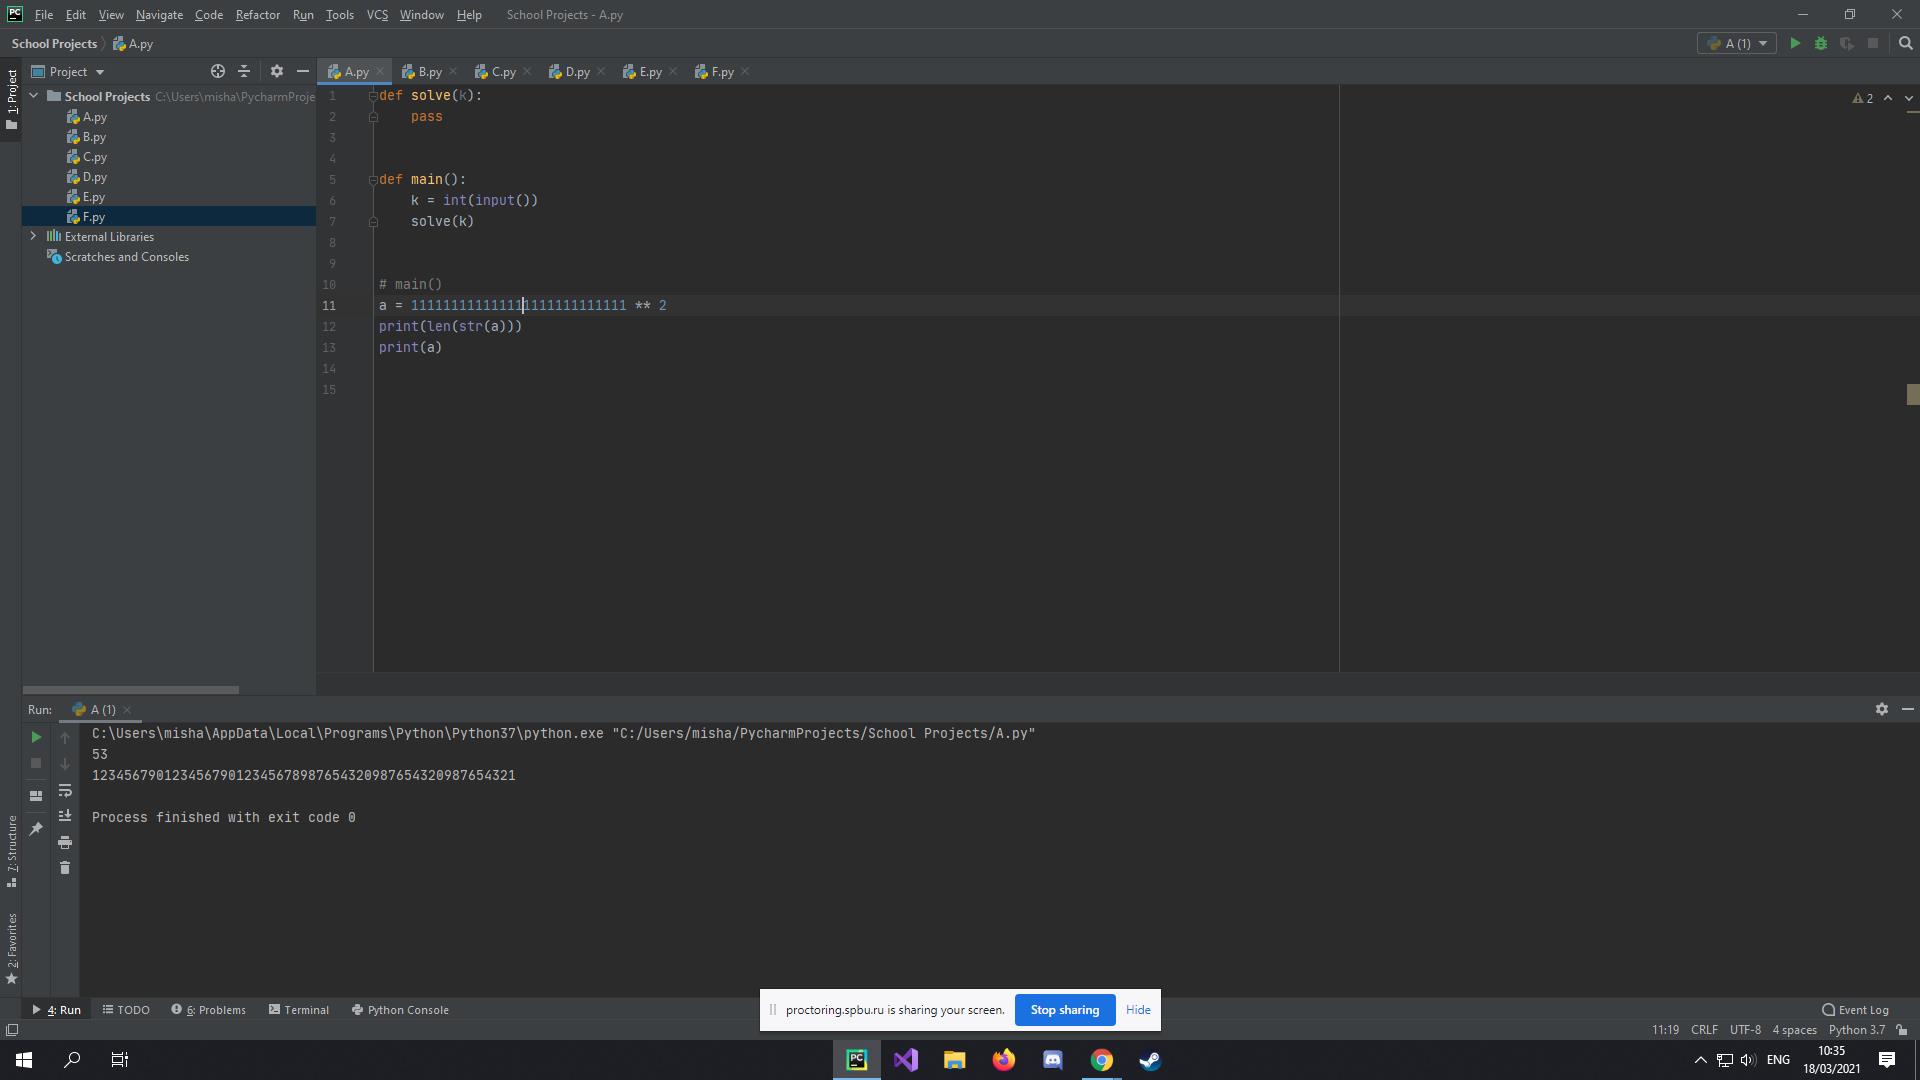 File Edit View Navigate Code Refactor Run Tools VCS Window Help School Projects - A.py
School Projects A.py A (1)
1: Project
Project
A.py B.py C.py D.py E.py F.py
School Projects C:\Users\misha\PycharmProje
A.py
B.py
C.py
D.py
E.py
F.py
External Libraries
Scratches and Consoles
2
1 def solve(k):
2 pass
3
4
5 def main():
6 k = int(input())
7 solve(k)
8
9
10 # main()
11 a = 111111111111111111111111111 ** 2
12 print(len(str(a)))
13 print(a)
14
15
Run: A (1)
C:\Users\misha\AppData\Local\Programs\Python\Python37\python.exe "C:/Users/misha/PycharmProjects/School Projects/A.py"
53
12345679012345679012345678987654320987654320987654321
Process finished with exit code 0
7: Structure
2: Favorites
4: Run TODO 6: Problems Terminal Python Console Event Log
proctoring.spbu.ru is sharing your screen. Stop sharing Hide
11:19 CRLF UTF-8 4 spaces Python 3.7
ENG
10:35
18/03/2021